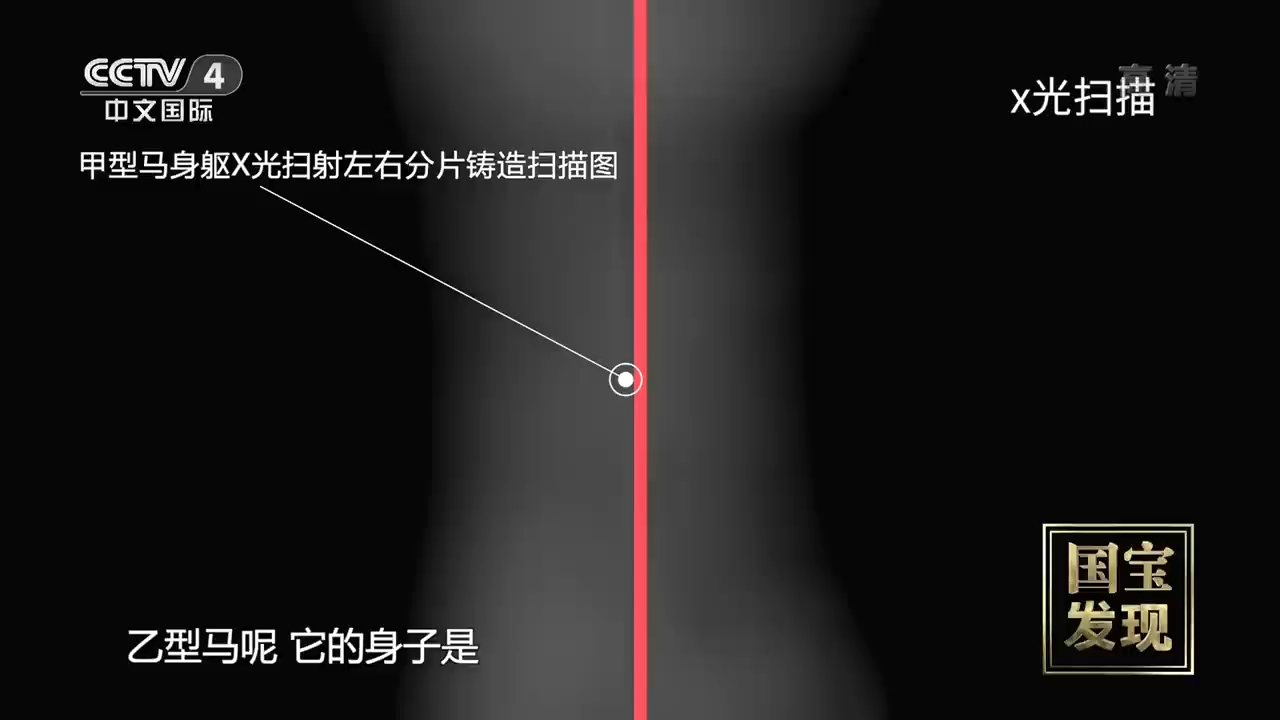 CCTV 4
中文国际
高清
x光扫描
甲型马身躯X光扫射左右分片铸造扫描图
国宝
发现
乙型马呢 它的身子是